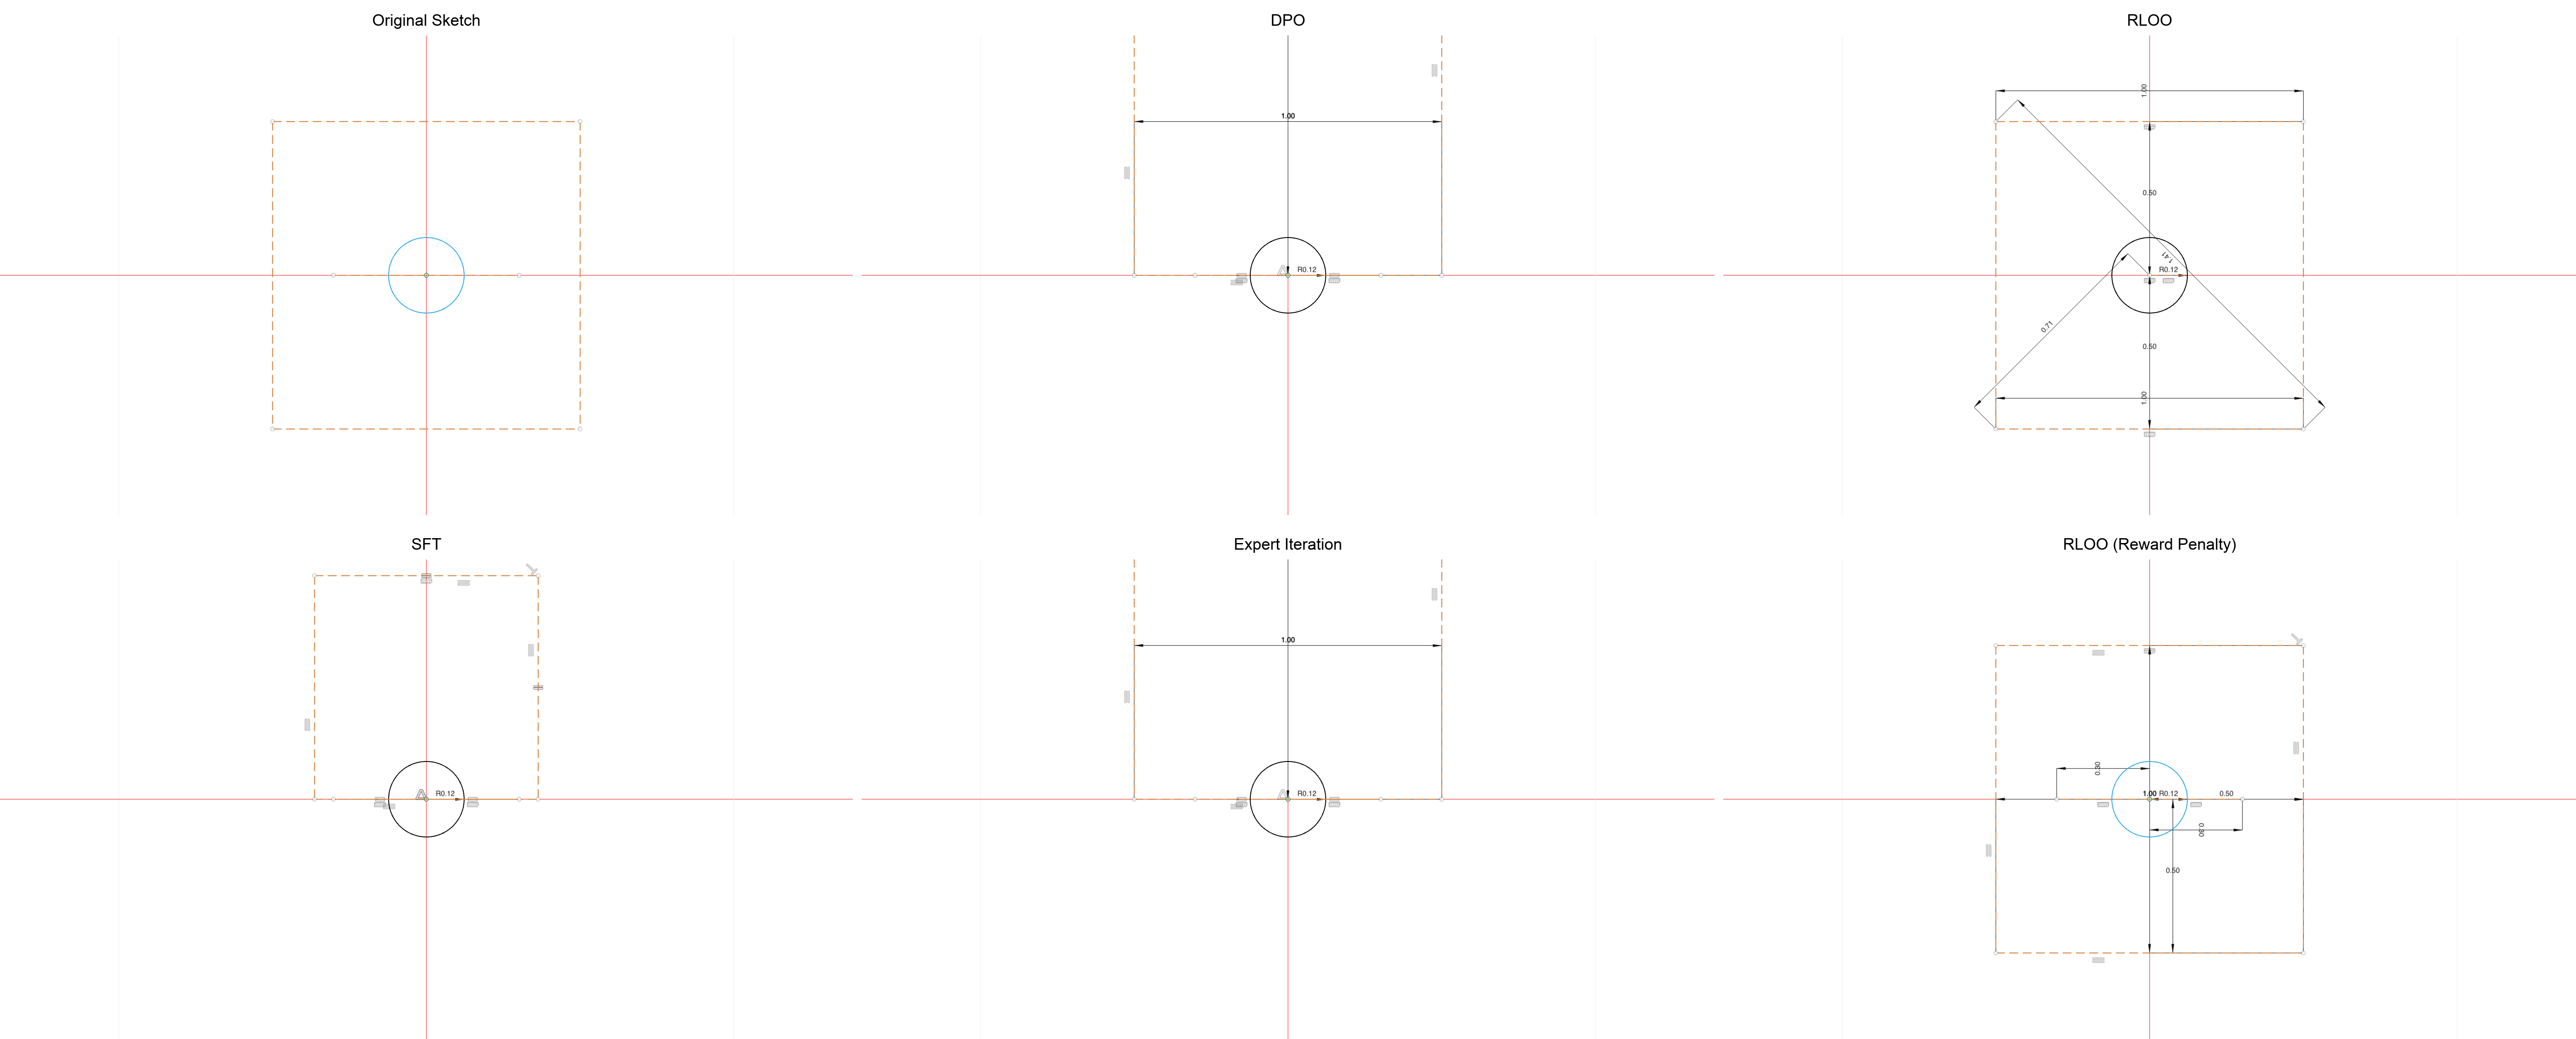 Original Sketch
DPO
1.00
R0.12
RLOO
1.00
0.50
1.41
R0.12
0.71
0.50
1.00
SFT
R0.12
Expert Iteration
1.00
R0.12
RLOO (Reward Penalty)
0.30
1.00 R0.12 0.50
0.30
0.50